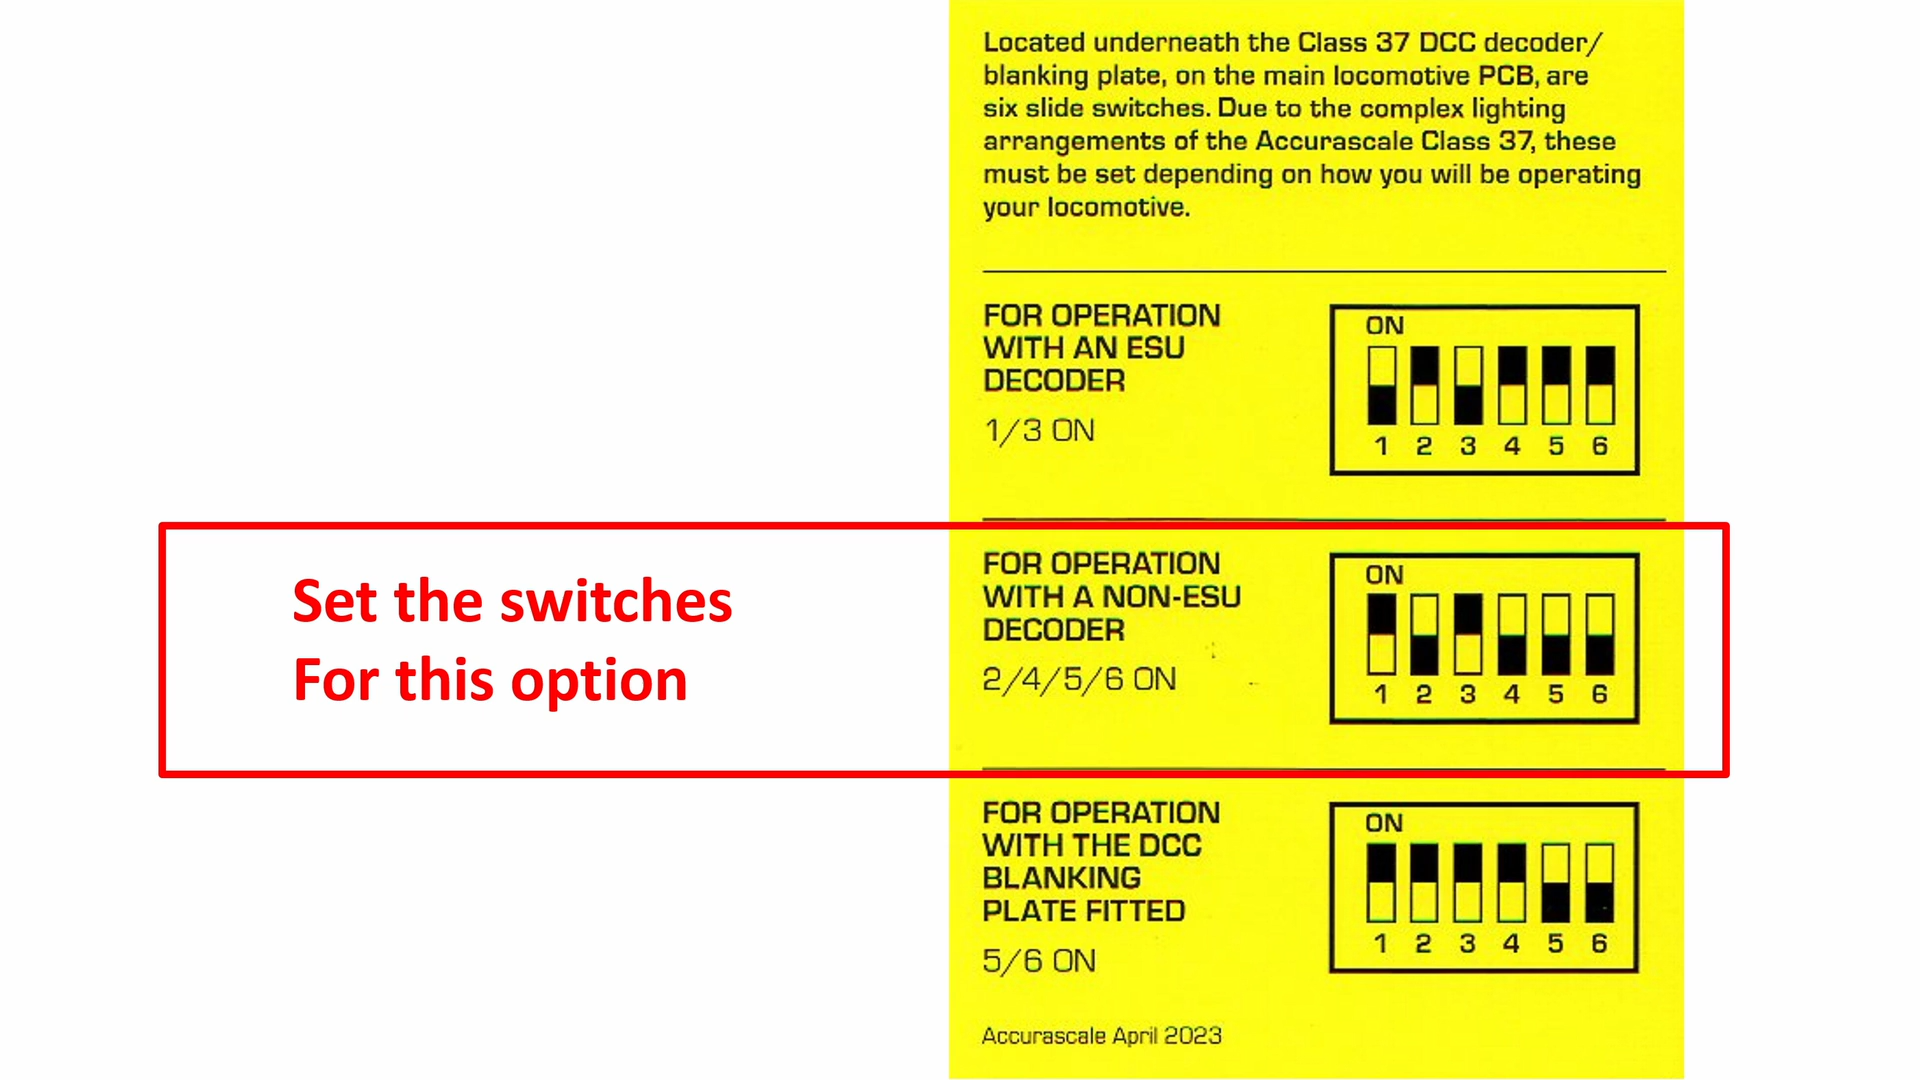 Located underneath the Class 37 DCC decoder/
blanking plate, on the main locomotive PCB, are
six slide switches. Due to the complex lighting
arrangements of the Accurascale Class 37, these
must be set depending on how you will be operating
your locomotive.
FOR OPERATION
WITH AN ESU
DECODER
1/3 ON
ON
1 2 3 4 5 6
Set the switches
For this option
FOR OPERATION
WITH A NON-ESU
DECODER
2/4/5/6 ON
ON
1 2 3 4 5 6
FOR OPERATION
WITH THE DCC
BLANKING
PLATE FITTED
5/6 ON
ON
1 2 3 4 5 6
Accurascale April 2023